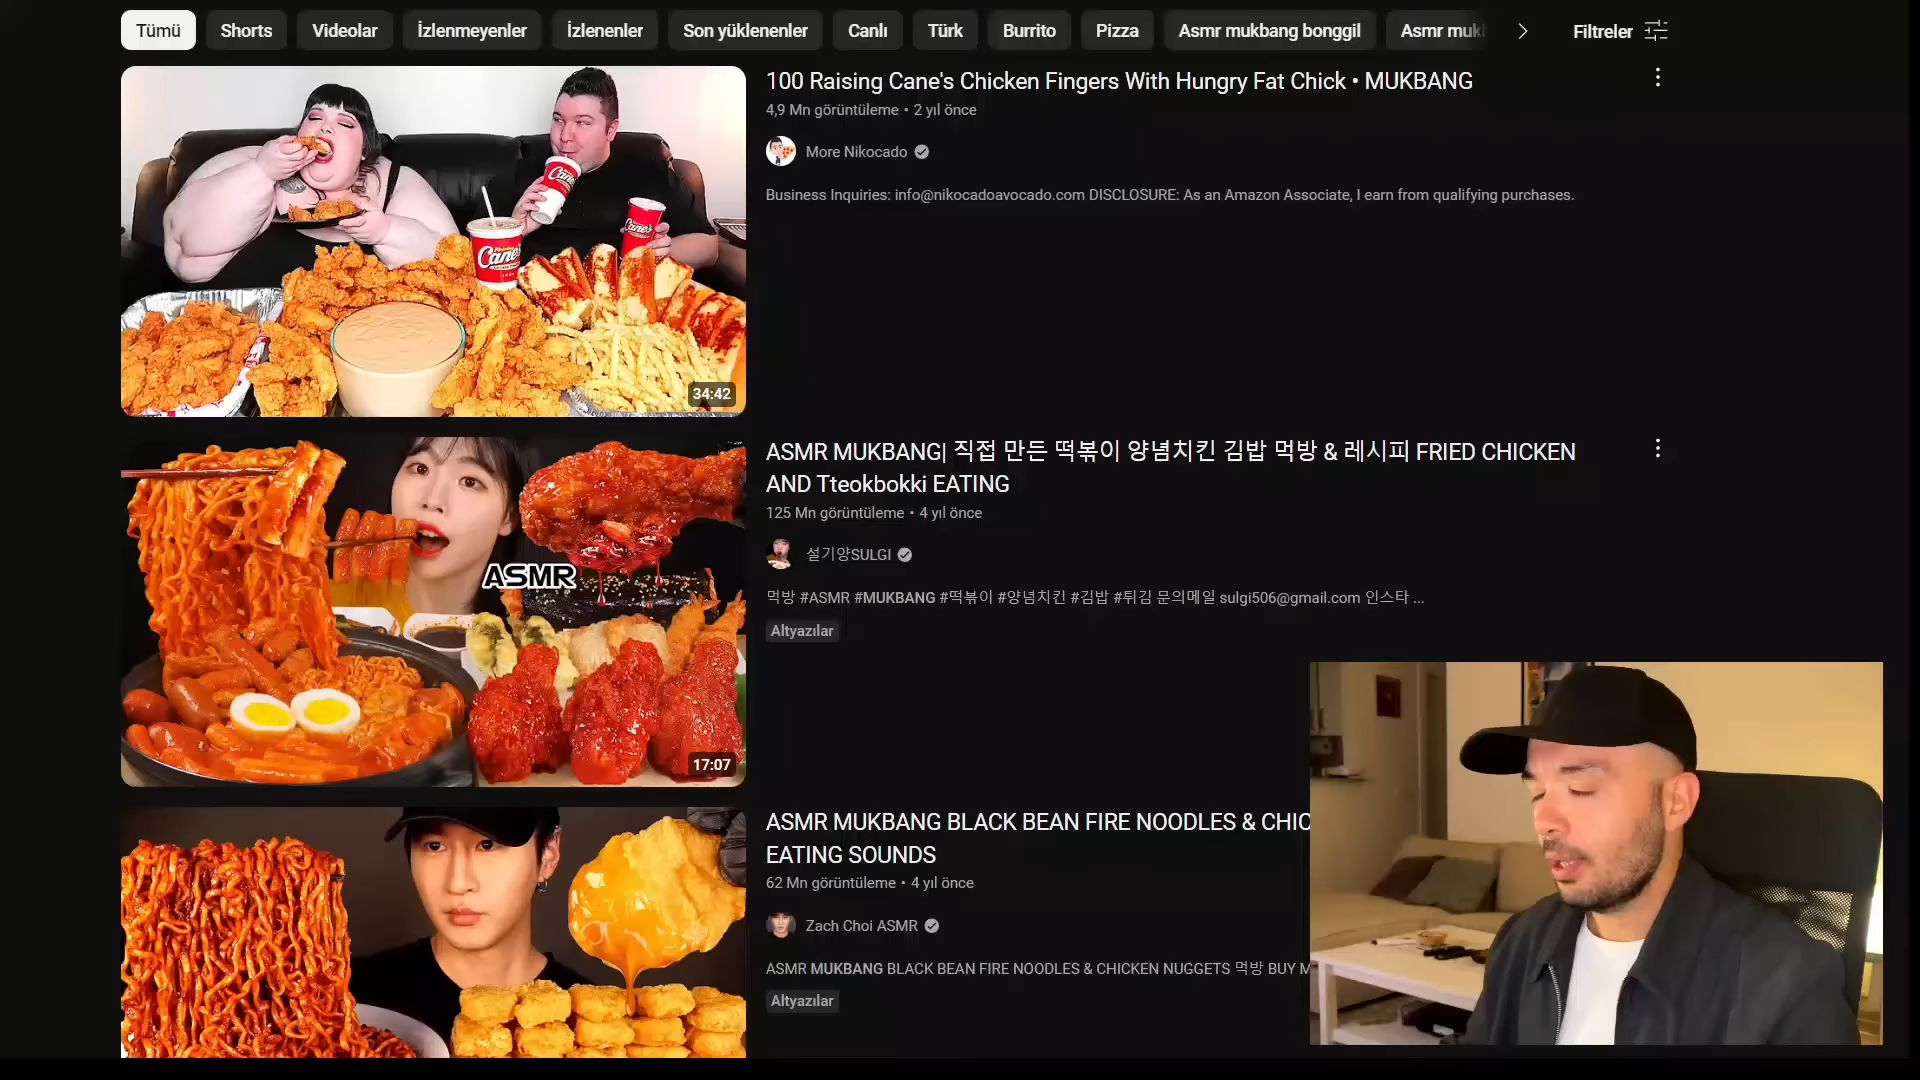 Tümü
Shorts
Videolar
İzlenmeyenler
İzlenenler
Son yüklenenler
Canlı
Türk
Burrito
Pizza
Asmr mukbang bonggil
Asmr muk
Filtreler
100 Raising Cane's Chicken Fingers With Hungry Fat Chick • MUKBANG
4,9 Mn görüntüleme • 2 yıl önce
More Nikocado
Business Inquiries: info@nikocadoavocado.com DISCLOSURE: As an Amazon Associate, I earn from qualifying purchases.
Cane's
Cane's
Cane's
34:42
ASMR MUKBANG| 직접 만든 떡볶이 양념치킨 김밥 먹방 & 레시피 FRIED CHICKEN
AND Tteokbokki EATING
125 Mn görüntüleme • 4 yıl önce
설기양SULGI
먹방 #ASMR #MUKBANG #떡볶이 #양념치킨 #김밥 #튀김 문의메일 sulgi506@gmail.com 인스타 ...
Altyazılar
ASMR
17:07
ASMR MUKBANG BLACK BEAN FIRE NOODLES & CHIC
EATING SOUNDS
62 Mn görüntüleme • 4 yıl önce
Zach Choi ASMR
ASMR MUKBANG BLACK BEAN FIRE NOODLES & CHICKEN NUGGETS 먹방 BUY M
Altyazılar